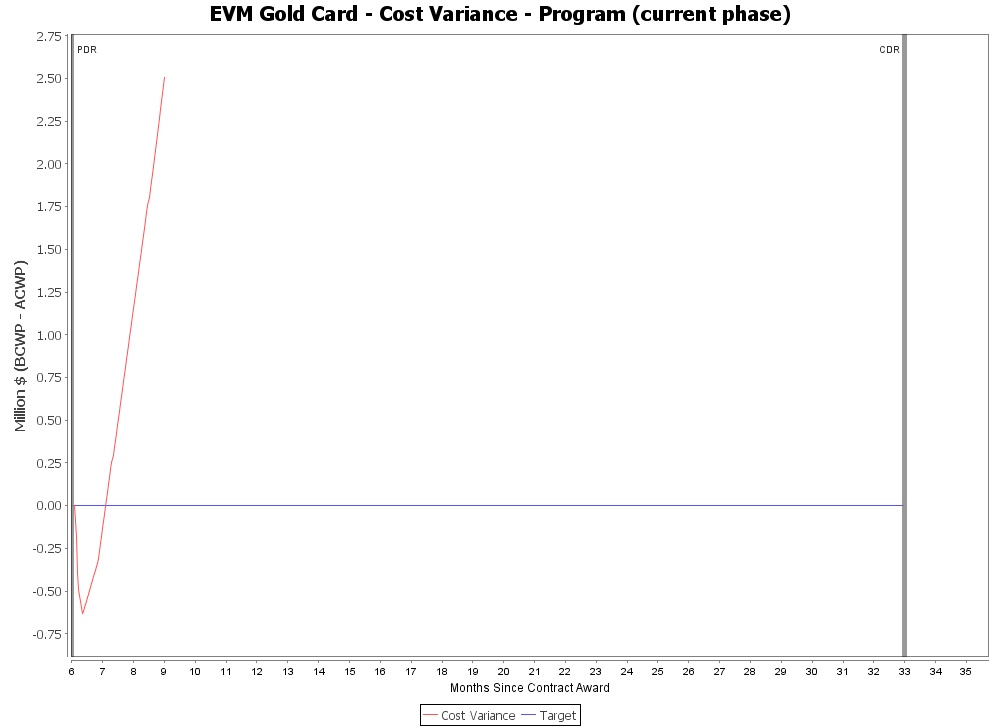 EVM Gold Card - Cost Variance - Program (current phase)
2.75
2.50
2.25
2.00
1.75
1.50
1.25
1.00
0.75
0.50
0.25
0.00
-0.25
-0.50
-0.75
Million $ (BCWP - ACWP)
PDR
CDR
6 7 8 9 10 11 12 13 14 15 16 17 18 19 20 21 22 23 24 25 26 27 28 29 30 31 32 33 34 35
Months Since Contract Award
Cost Variance Target